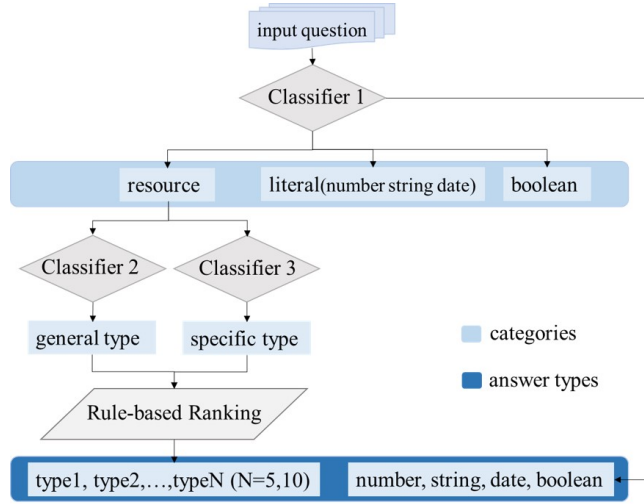 input question
Classifier 1
resource
literal(number string date)
boolean
Classifier 2
Classifier 3
general type
specific type
categories
answer types
Rule-based Ranking
type1, type2,…,typeN (N=5,10)
number, string, date, boolean